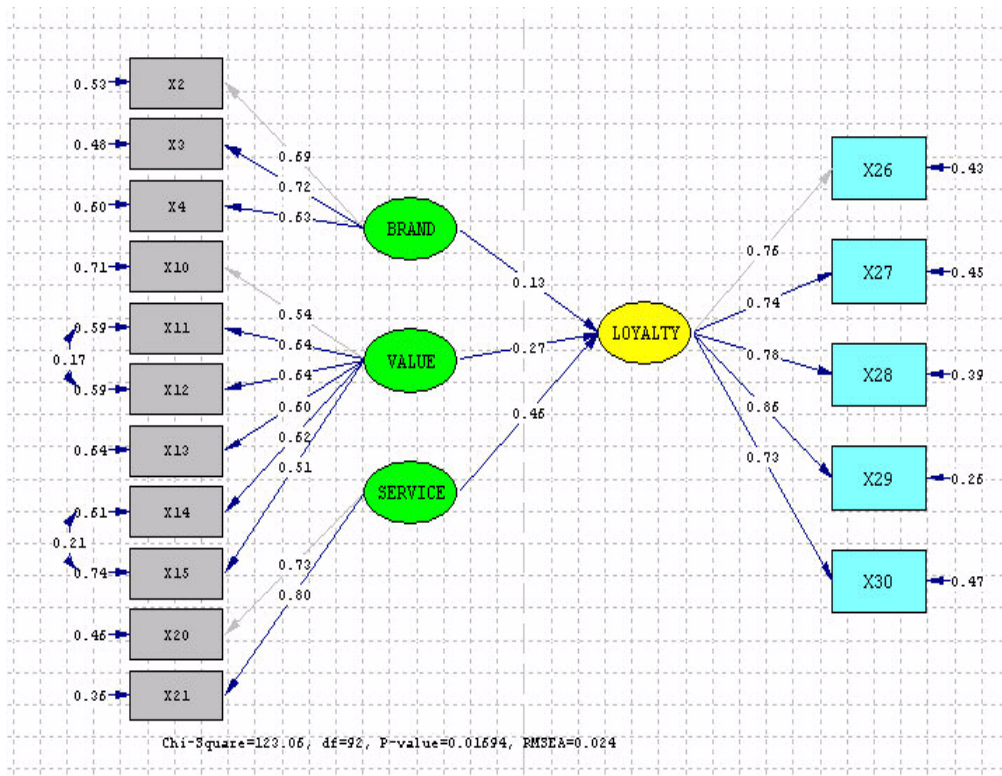 0.53 X2
0.48 X3
0.60 X4
0.71 X10
0.59 X11
0.17
0.59 X12
0.64 X13
0.61 X14
0.21
0.74 X15
0.46 X20
0.36 X21
0.69
0.72
0.63
BRAND
0.54
0.64
VALUE
0.64
0.60
0.62
0.51
SERVICE
0.73
0.80
0.13
0.27
0.46
LOYALTY
0.76
0.74
0.78
0.86
0.73
X26 0.43
X27 0.45
X28 0.39
X29 0.26
X30 0.47
Chi-Square=123.06, df=92, P-value=0.01694, RMSEA=0.024